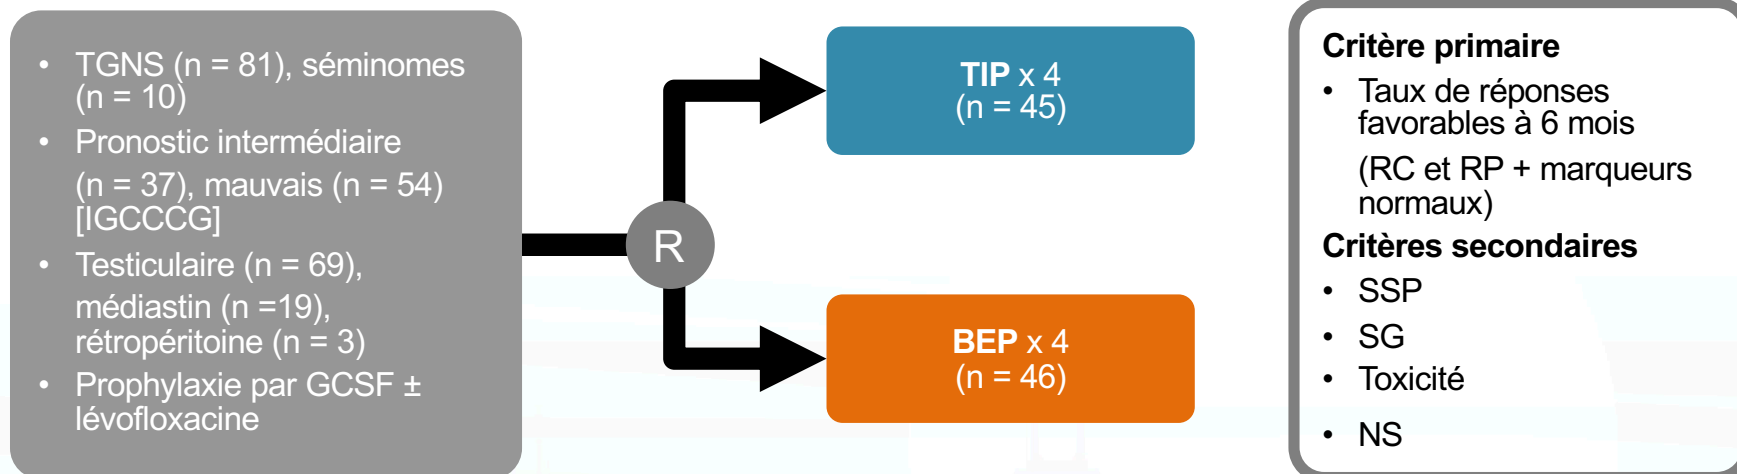 • TGNS (n = 81), séminomes
(n = 10)
• Pronostic intermédiaire
(n = 37), mauvais (n = 54)
[IGCCCG]
• Testiculaire (n = 69),
médiastin (n =19),
rétropéritoine (n = 3)
• Prophylaxie par GCSF ±
lévofloxacine
R
TIP x 4
(n = 45)
BEP x 4
(n = 46)
Critère primaire
• Taux de réponses
favorables à 6 mois
(RC et RP + marqueurs
normaux)
Critères secondaires
• SSP
• SG
• Toxicité
• NS